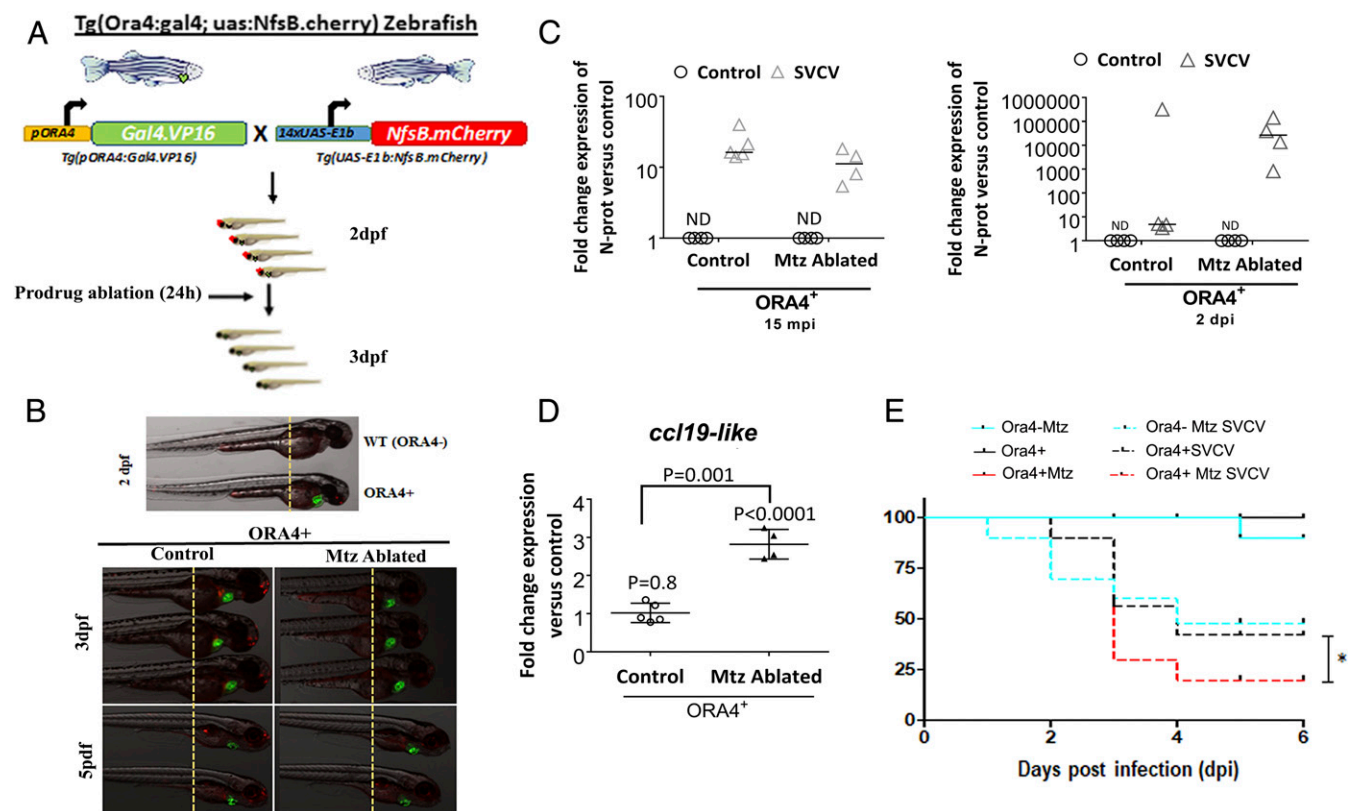 A
Tg(Ora4:gal4; uas:NfsB.cherry) Zebrafish
pORA4
Gal4.VP16
X
14xUAS-E1b
NfsB.mCherry
Tg(pORA4:Gal4.VP16)
Tg(UAS-E1b:NfsB.mCherry)
2dpf
Prodrug ablation (24h)
3dpf
B
2 dpf
WT (ORA4-)
ORA4+
ORA4+
Control
Mtz Ablated
3dpf
5pdf
C
Control
SVCV
Fold change expression of
N-prot versus control
100
10
1
ND
ND
Control
Mtz Ablated
ORA4+
15 mpi
Control
SVCV
Fold change expression of
N-prot versus control
1000000
100000
10000
1000
10
1
ND
ND
Control
Mtz Ablated
ORA4+
2 dpi
D
ccl19-like
P=0.001
P<0.0001
P=0.8
Fold change expression
versus control
4
3
2
1
0
Control
Mtz Ablated
ORA4+
E
Ora4-Mtz
Ora4+
Ora4+Mtz
Ora4- Mtz SVCV
Ora4+SVCV
Ora4+ Mtz SVCV
100
75
50
25
0
*
0
2
4
6
Days post infection (dpi)